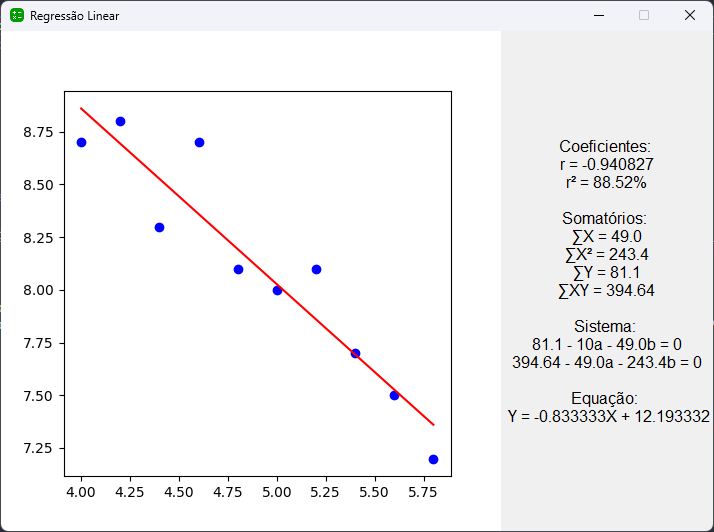 Regressão Linear
8.75
8.50
8.25
8.00
7.75
7.50
7.25
4.00 4.25 4.50 4.75 5.00 5.25 5.50 5.75
Coeficientes:
r = -0.940827
r² = 88.52%
Somatórios:
∑X = 49.0
∑X² = 243.4
∑Y = 81.1
∑XY = 394.64
Sistema:
81.1 - 10a - 49.0b = 0
394.64 - 49.0a - 243.4b = 0
Equação:
Y = -0.833333X + 12.193332